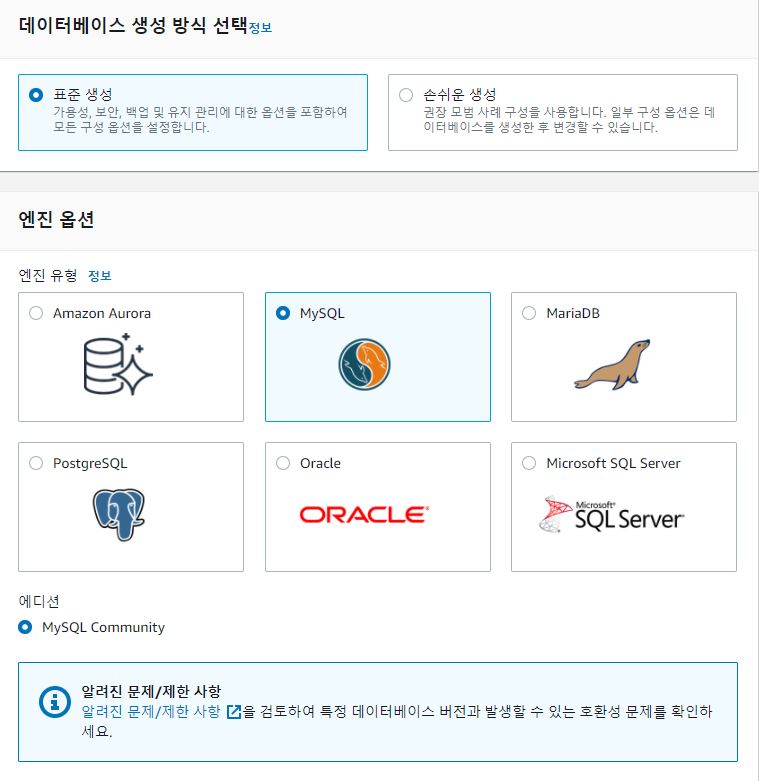 데이터베이스 생성 방식 선택정보
표준 생성
가용성, 보안, 백업 및 유지 관리에 대한 옵션을 포함하여
모든 구성 옵션을 설정합니다.
손쉬운 생성
권장 모범 사례 구성을 사용합니다. 일부 구성 옵션은 데
이터베이스를 생성한 후 변경할 수 있습니다.
엔진 옵션
엔진 유형 정보
Amazon Aurora
MySQL
MariaDB
PostgreSQL
Oracle
ORACLE
Microsoft SQL Server
Microsoft
SQL Server
에디션
MySQL Community
알려진 문제/제한 사항
알려진 문제/제한 사항 을 검토하여 특정 데이터베이스 버전과 발생할 수 있는 호환성 문제를 확인하
세요.